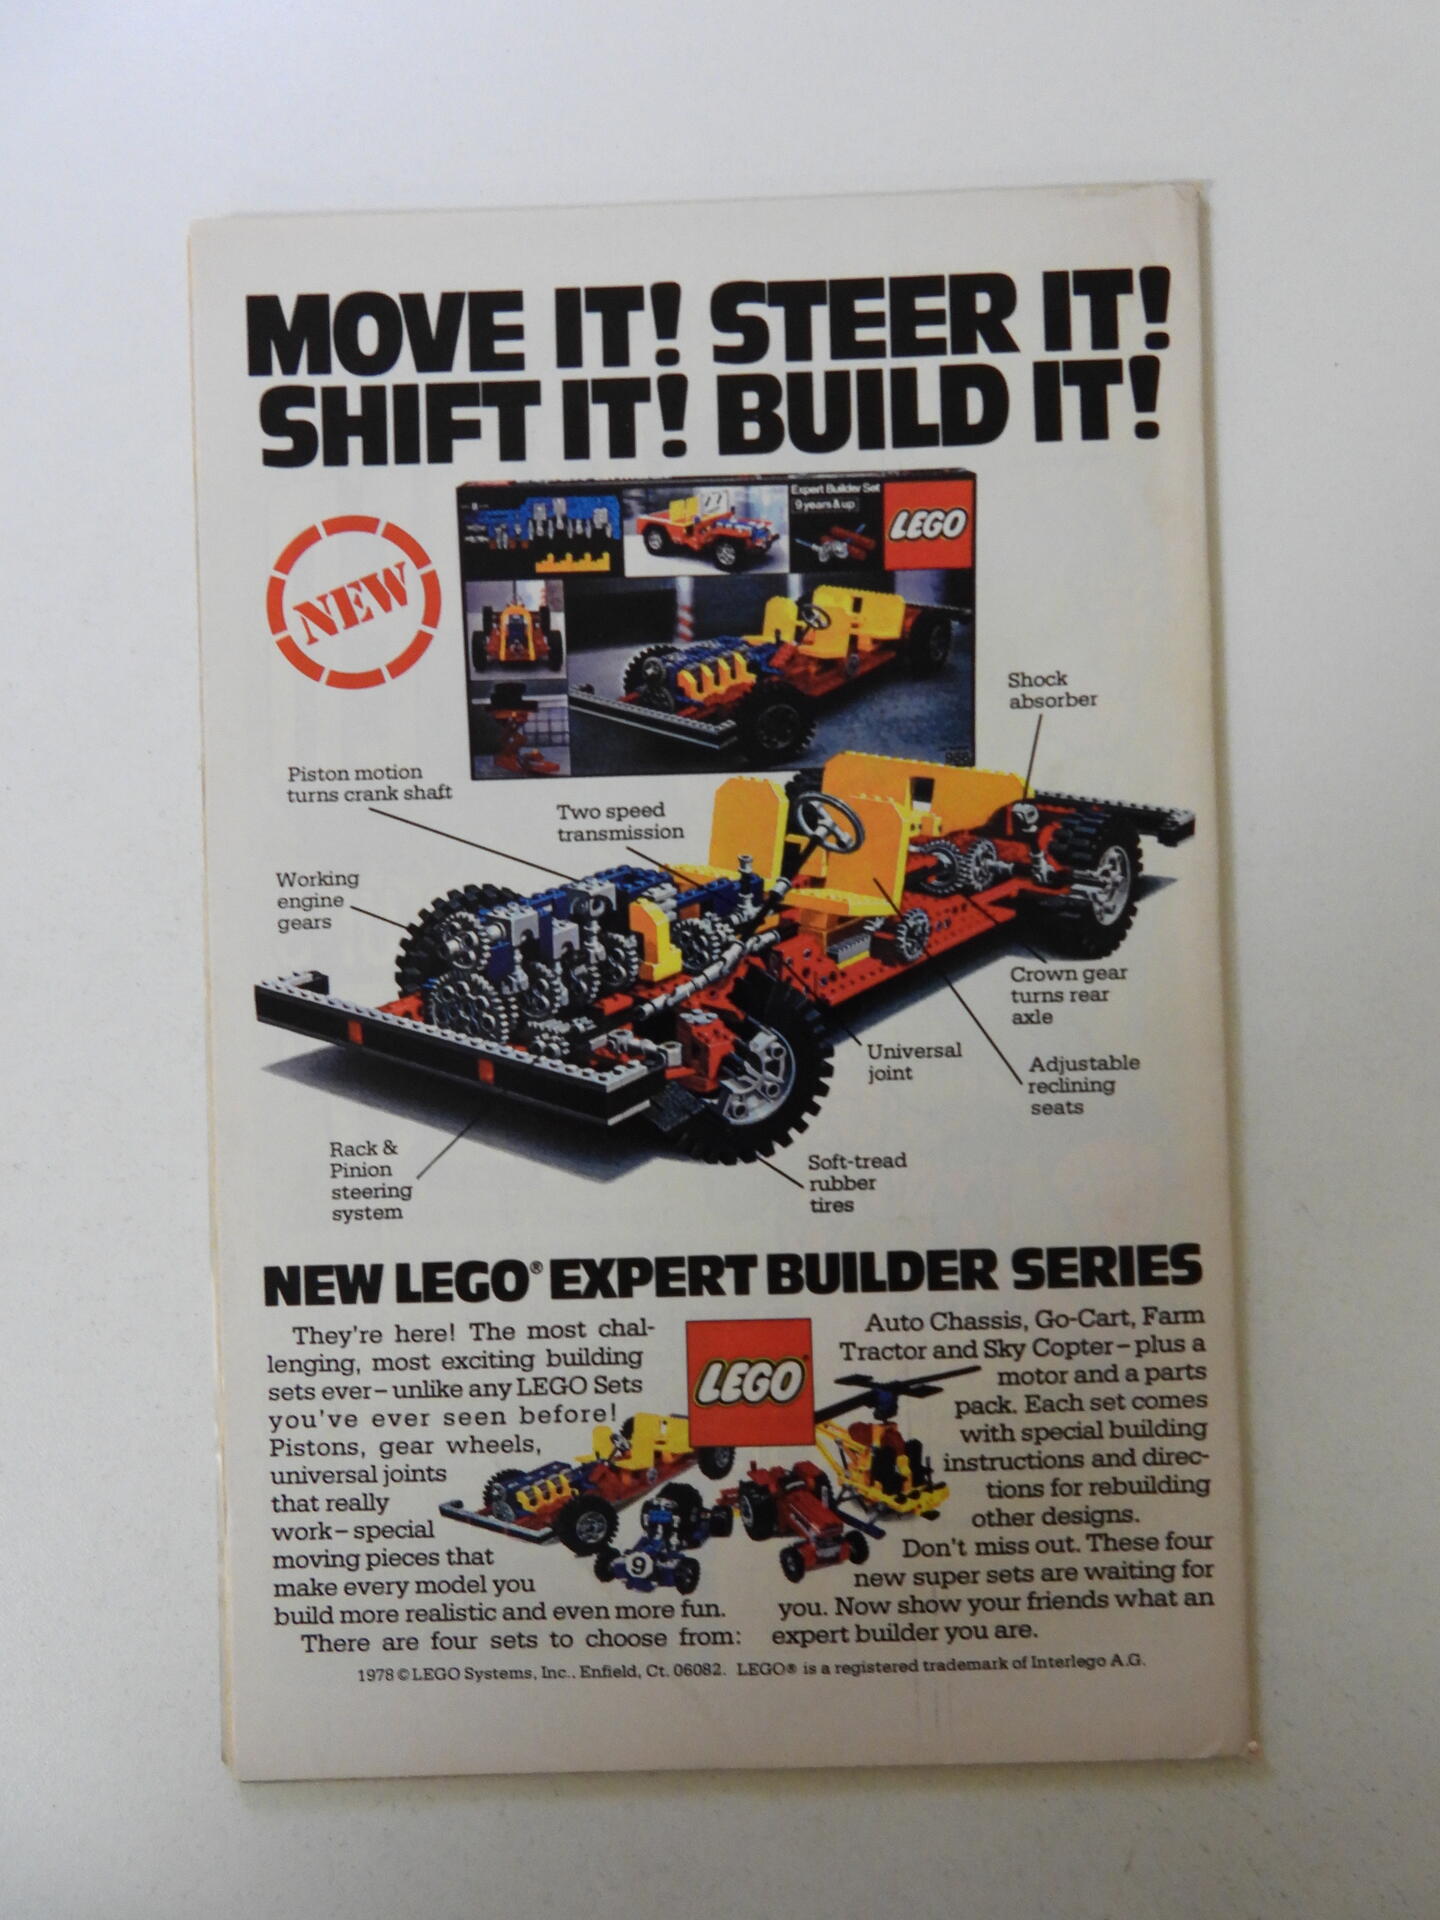 MOVE IT! STEER IT!
SHIFT IT! BUILD IT!
NEW
Expert Builder Set
9 years & up
LEGO
Shock
absorber
Piston motion
turns crank shaft
Two speed
transmission
Working
engine
gears
Crown gear
turns rear
axle
Universal
joint
Adjustable
reclining
seats
Rack &
Pinion
steering
system
Soft-tread
rubber
tires
NEW LEGO® EXPERT BUILDER SERIES
They're here! The most chal-
lenging, most exciting building
sets ever – unlike any LEGO Sets
you've ever seen before!
Pistons, gear wheels,
universal joints
that really
work – special
moving pieces that
make every model you
build more realistic and even more fun.
There are four sets to choose from:
LEGO
9
Auto Chassis, Go-Cart, Farm
Tractor and Sky Copter – plus a
motor and a parts
pack. Each set comes
with special building
instructions and direc-
tions for rebuilding
other designs.
Don't miss out. These four
new super sets are waiting for
you. Now show your friends what an
expert builder you are.
1978 © LEGO Systems, Inc., Enfield, Ct. 06082. LEGO® is a registered trademark of Interlego A.G.